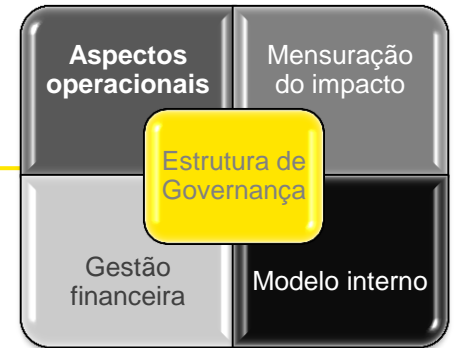 Aspectos
operacionais
Mensuração
do impacto
Estrutura de
Governança
Gestão
financeira
Modelo interno